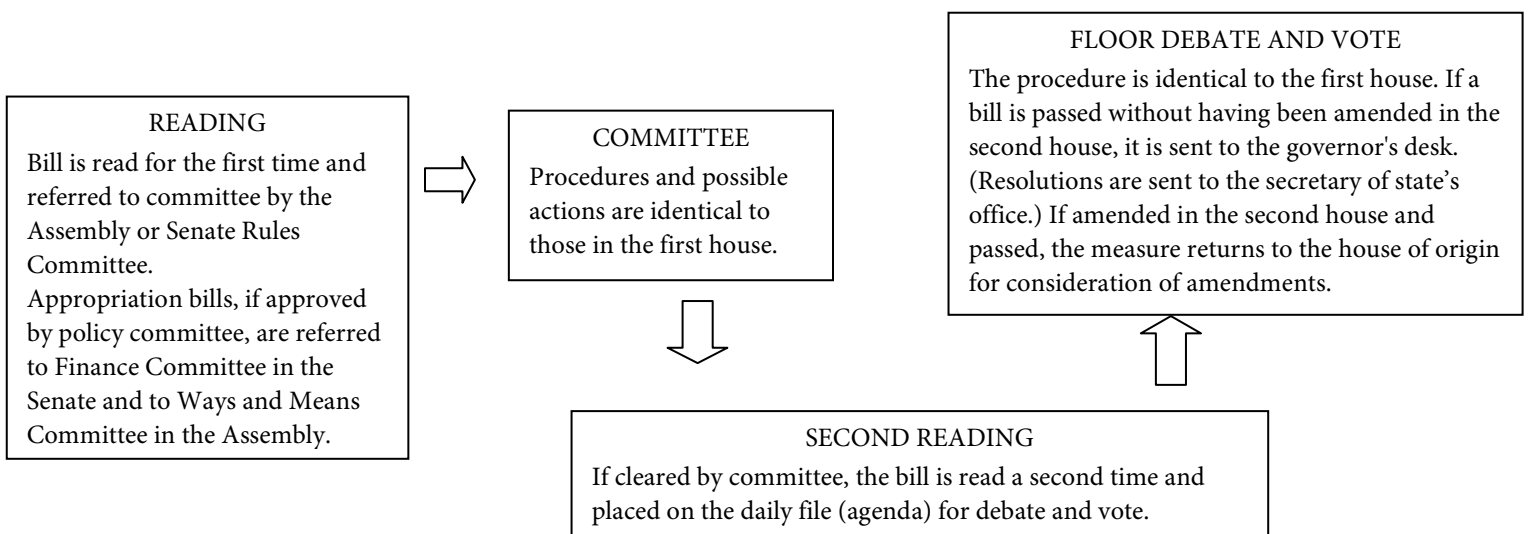 READING
Bill is read for the first time and
referred to committee by the
Assembly or Senate Rules
Committee.
Appropriation bills, if approved
by policy committee, are referred
to Finance Committee in the
Senate and to Ways and Means
Committee in the Assembly.
COMMITTEE
Procedures and possible
actions are identical to
those in the first house.
SECOND READING
If cleared by committee, the bill is read a second time and
placed on the daily file (agenda) for debate and vote.
FLOOR DEBATE AND VOTE
The procedure is identical to the first house. If a
bill is passed without having been amended in the
second house, it is sent to the governor's desk.
(Resolutions are sent to the secretary of state’s
office.) If amended in the second house and
passed, the measure returns to the house of origin
for consideration of amendments.